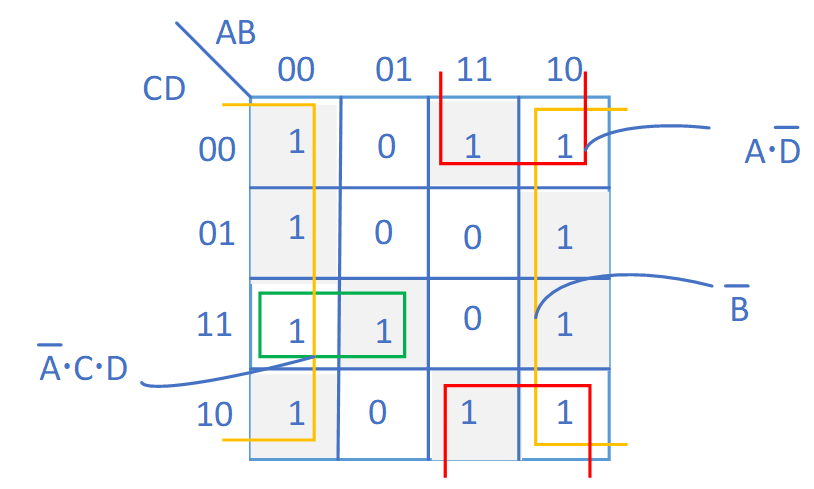 AB
CD
00 01 11 10
00 1 0 1 1
A·D̅
01 1 0 0 1
11 1 1 0 1
B̅
A̅·C·D
10 1 0 1 1